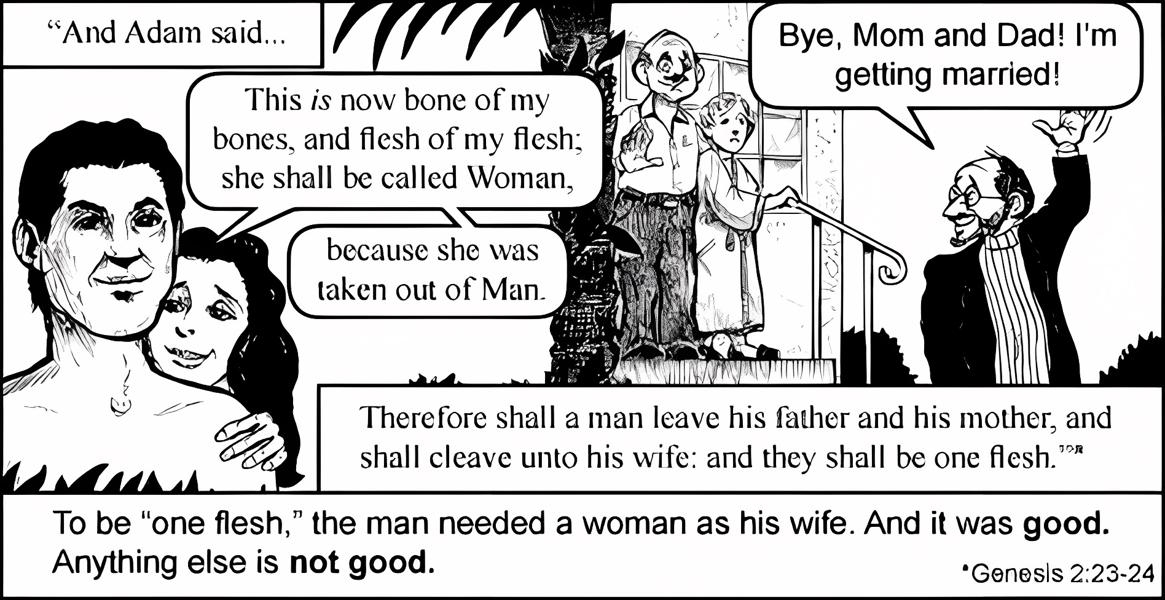 “And Adam said...
This is now bone of my
bones, and flesh of my flesh;
she shall be called Woman,
because she was
taken out of Man.
Bye, Mom and Dad! I'm
getting married!
Therefore shall a man leave his father and his mother, and
shall cleave unto his wife: and they shall be one flesh.
To be “one flesh,” the man needed a woman as his wife. And it was good.
Anything else is not good.
*Genesis 2:23-24